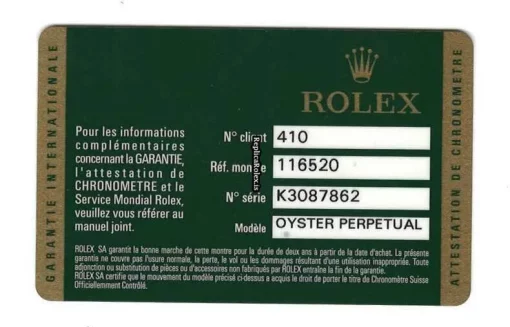 GARANTIE INTERNATIONALE
ROLEX
Pour les informations
complémentaires
concernant la GARANTIE,
l'attestation de
CHRONOMETRE et le
Service Mondial Rolex,
veuillez vous référer au
manuel joint.
N° client 410
Réf. montre 116520
N° série K3087862
Modèle OYSTER PERPETUAL
ReplicaRolex.is
ROLEX SA garantit la bonne marche de cette montre pour la durée de deux ans à partir de la date d'achat. La présente
garantie ne couvre pas l'usure normale, la perte, le vol ou les dommages résultant d'une utilisation inappropriée. Toute
adjonction ou substitution de pièces ou d'accessoires non fabriqués par ROLEX entraîne la fin de la garantie.
ROLEX SA certifie que le mouvement du modèle précisé ci-dessus a acquis le droit de porter le titre de Chronomètre Suisse
Officiellement Contrôlé.
ATTESTATION DE CHRONOMETRE